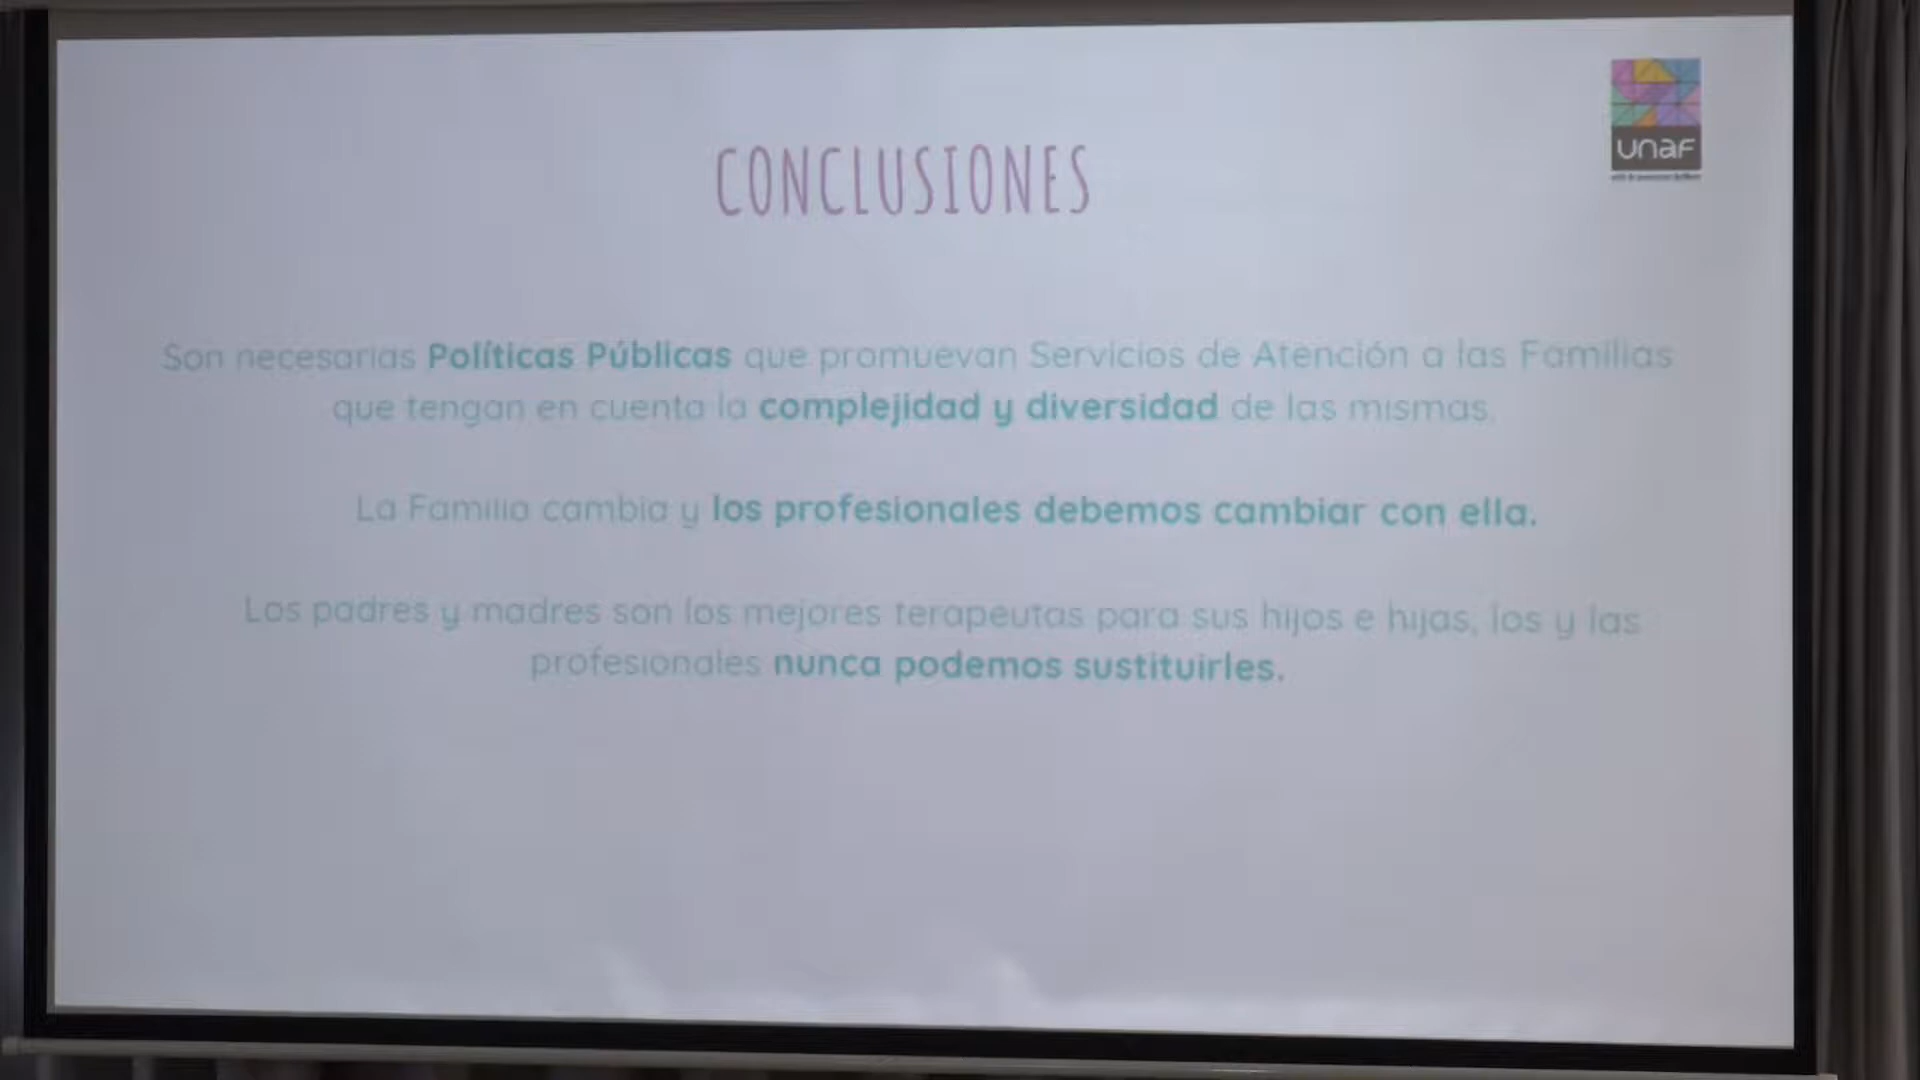 unaf
CONCLUSIONES
Son necesarias Políticas Públicas que promuevan Servicios de Atención a las Familias
que tengan en cuenta la complejidad y diversidad de las mismas.
La Familia cambia y los profesionales debemos cambiar con ella.
Los padres y madres son los mejores terapeutas para sus hijos e hijas, los y las
profesionales nunca podemos sustituirles.